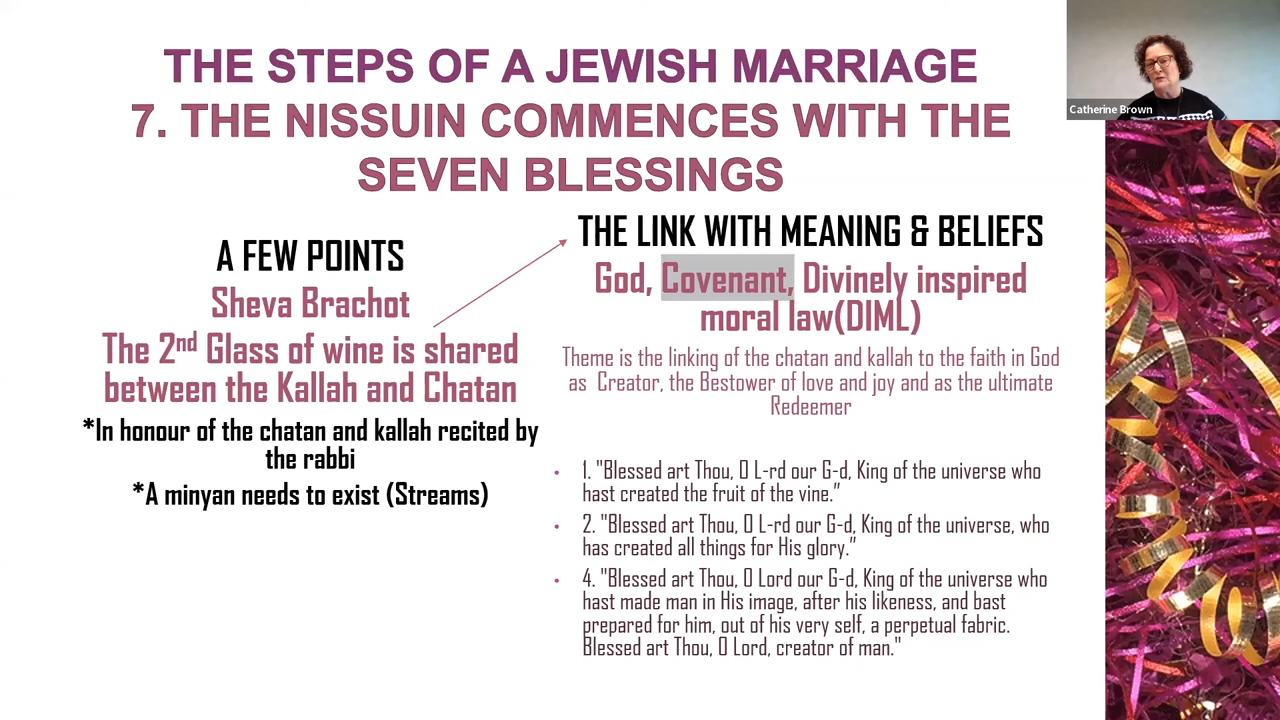 THE STEPS OF A JEWISH MARRIAGE
7. THE NISSUIN COMMENCES WITH THE
SEVEN BLESSINGS
Catherine Brown
A FEW POINTS
Sheva Brachot
The 2nd Glass of wine is shared
between the Kallah and Chatan
*In honour of the chatan and kallah recited by
the rabbi
*A minyan needs to exist (Streams)
THE LINK WITH MEANING & BELIEFS
God, Covenant, Divinely inspired
moral law(DIML)
Theme is the linking of the chatan and kallah to the faith in God
as Creator, the Bestower of love and joy and as the ultimate
Redeemer
• 1. "Blessed art Thou, O L-rd our G-d, King of the universe who
hast created the fruit of the vine."
• 2. "Blessed art Thou, O L-rd our G-d, King of the universe, who
has created all things for His glory."
• 4. "Blessed art Thou, O Lord our G-d, King of the universe who
hast made man in His image, after his likeness, and bast
prepared for him, out of his very self, a perpetual fabric.
Blessed art Thou, O Lord, creator of man."